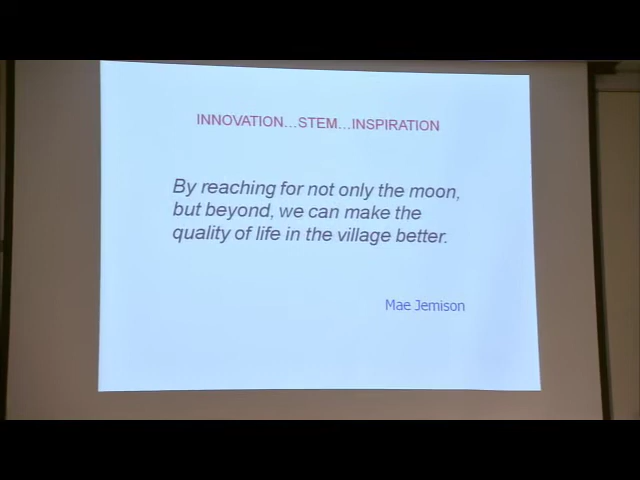 INNOVATION...STEM...INSPIRATION
By reaching for not only the moon,
but beyond, we can make the
quality of life in the village better.
Mae Jemison